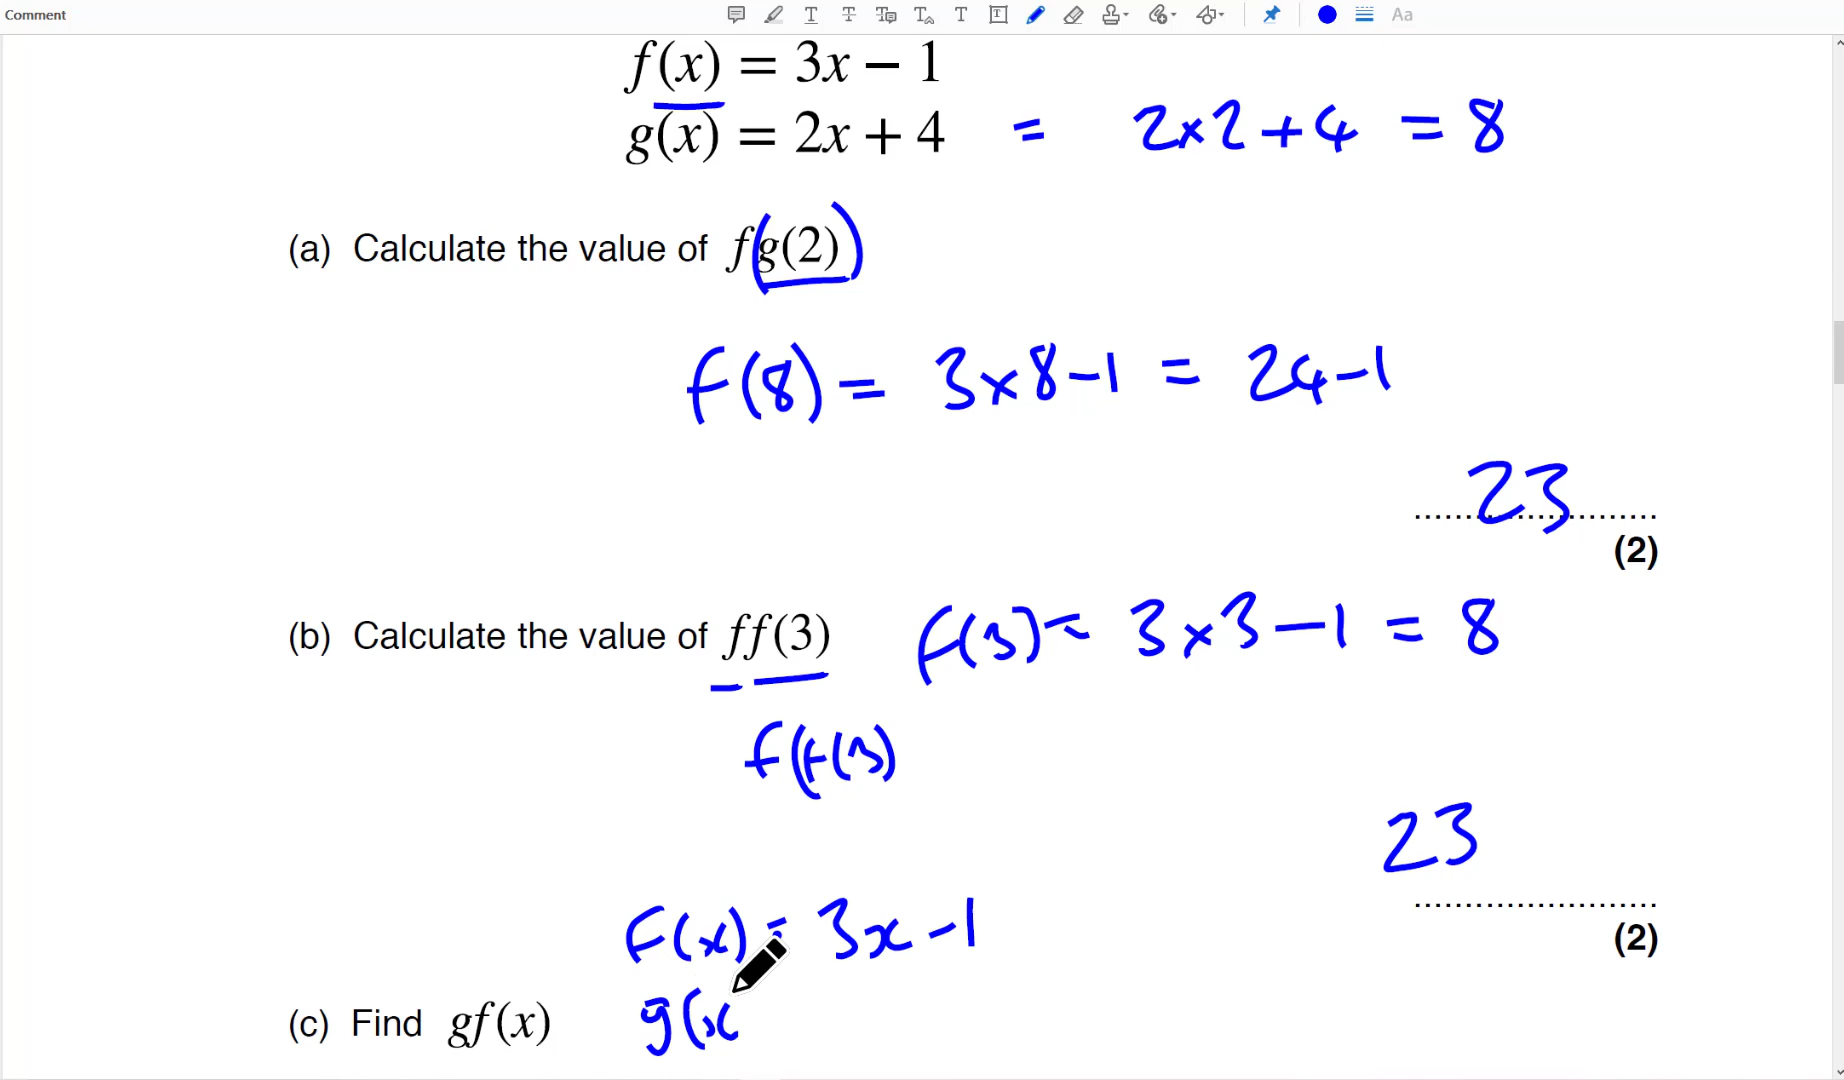 Comment
f(x) = 3x − 1
g(x) = 2x + 4 = 2×2+4 = 8
(a) Calculate the value of fg(2)
f(8) = 3×8−1 = 24−1
23
(2)
(b) Calculate the value of ff(3) f(3) = 3×3−1 = 8
f(f(3)
23
(2)
f(x) = 3x−1
(c) Find gf(x) g(x